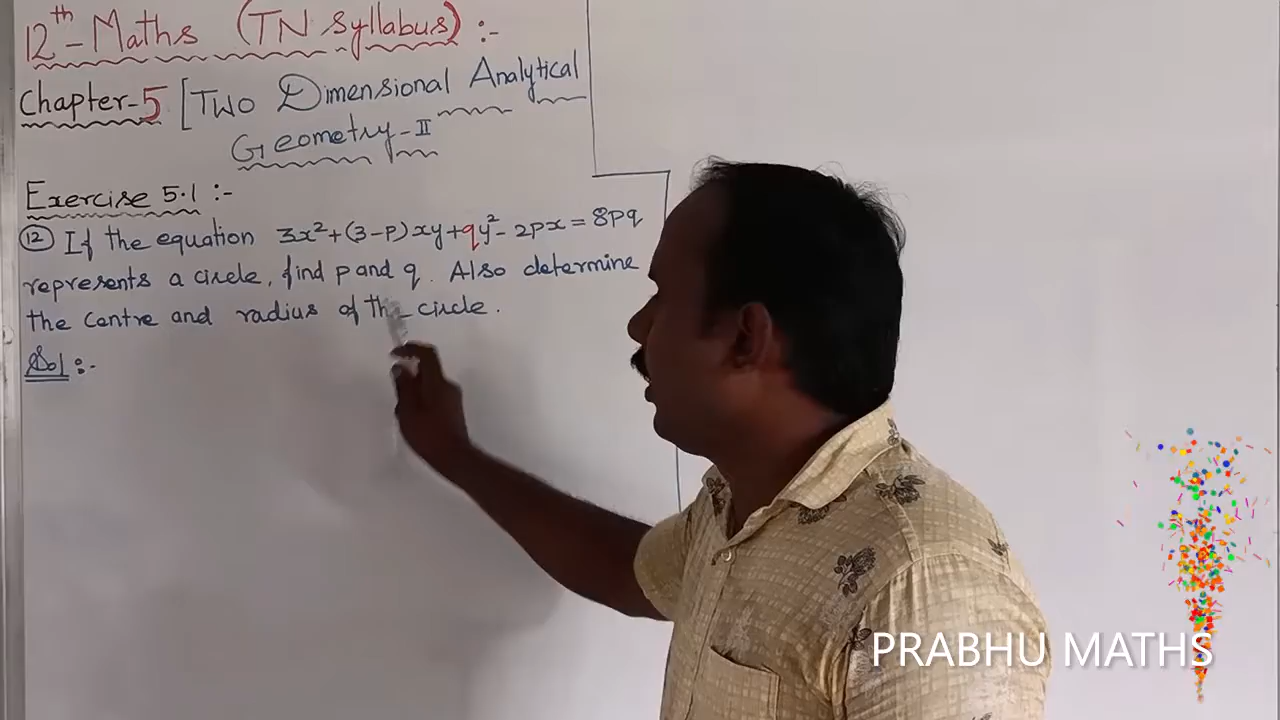 12th - Maths (TN Syllabus) :-
Chapter-5 [Two Dimensional Analytical
Geometry - II
Exercise 5.1 :-
(12) If the equation 3x² + (3-p)xy + qy² - 2px = 8pq
represents a circle, find p and q. Also determine
the centre and radius of the circle.
Sol :-
PRABHU MATHS